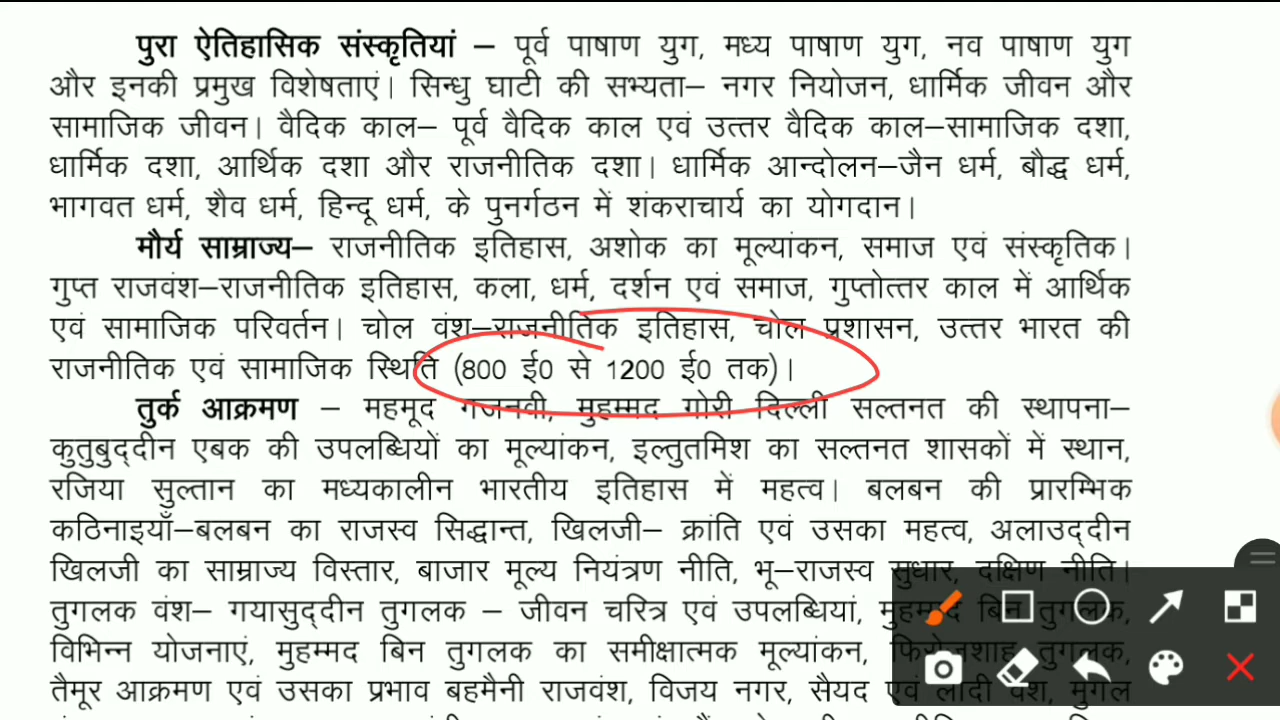 पुरा ऐतिहासिक संस्कृतियां – पूर्व पाषाण युग, मध्य पाषाण युग, नव पाषाण युग
और इनकी प्रमुख विशेषताएं। सिन्धु घाटी की सभ्यता– नगर नियोजन, धार्मिक जीवन और
सामाजिक जीवन। वैदिक काल– पूर्व वैदिक काल एवं उत्तर वैदिक काल–सामाजिक दशा,
धार्मिक दशा, आर्थिक दशा और राजनीतिक दशा। धार्मिक आन्दोलन–जैन धर्म, बौद्ध धर्म,
भागवत धर्म, शैव धर्म, हिन्दू धर्म, के पुनर्गठन में शंकराचार्य का योगदान।
मौर्य साम्राज्य– राजनीतिक इतिहास, अशोक का मूल्यांकन, समाज एवं संस्कृतिक।
गुप्त राजवंश–राजनीतिक इतिहास, कला, धर्म, दर्शन एवं समाज, गुप्तोत्तर काल में आर्थिक
एवं सामाजिक परिवर्तन। चोल वंश–राजनीतिक इतिहास, चोल प्रशासन, उत्तर भारत की
राजनीतिक एवं सामाजिक स्थिति (800 ई0 से 1200 ई0 तक)।
तुर्क आक्रमण – महमूद गजनवी, मुहम्मद गोरी दिल्ली सल्तनत की स्थापना–
कुतुबुद्दीन एबक की उपलब्धियों का मूल्यांकन, इल्तुतमिश का सल्तनत शासकों में स्थान,
रजिया सुल्तान का मध्यकालीन भारतीय इतिहास में महत्व। बलबन की प्रारम्भिक
कठिनाइयाँ–बलबन का राजस्व सिद्धान्त, खिलजी– क्रांति एवं उसका महत्व, अलाउद्दीन
खिलजी का साम्राज्य विस्तार, बाजार मूल्य नियंत्रण नीति, भू–राजस्व सुधार, दक्षिण नीति।
तुगलक वंश– गयासुद्दीन तुगलक – जीवन चरित्र एवं उपलब्धियां, मुहम्मद बिन तुगलक,
विभिन्न योजनाएं, मुहम्मद बिन तुगलक का समीक्षात्मक मूल्यांकन, फिरोजशाह तुगलक,
तैमूर आक्रमण एवं उसका प्रभाव बहमैनी राजवंश, विजय नगर, सैयद एवं लोदी वंश, मुगल